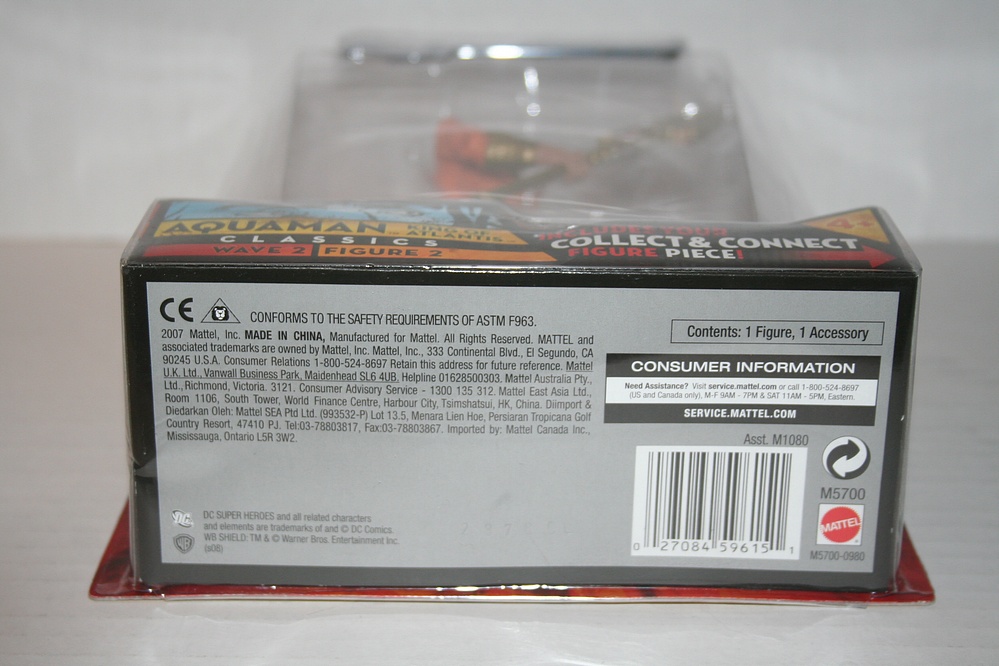 AQUAMAN KING OF ATLANTIS
CLASSICS
WAVE 2 FIGURE 2
INCLUDES YOUR
COLLECT & CONNECT
FIGURE PIECE!
4+
CE
CONFORMS TO THE SAFETY REQUIREMENTS OF ASTM F963.
2007 Mattel, Inc. MADE IN CHINA, Manufactured for Mattel. All Rights Reserved. MATTEL and
associated trademarks are owned by Mattel, Inc. Mattel, Inc., 333 Continental Blvd., El Segundo, CA
90245 U.S.A. Consumer Relations 1-800-524-8697 Retain this address for future reference. Mattel
U.K. Ltd., Vanwall Business Park, Maidenhead SL6 4UB. Helpline 01628500303. Mattel Australia Pty.,
Ltd., Richmond, Victoria. 3121. Consumer Advisory Service - 1300 135 312. Mattel East Asia Ltd.,
Room 1106, South Tower, World Finance Centre, Harbour City, Tsimshatsui, HK, China. Diimport &
Diedarkan Oleh: Mattel SEA Ptd Ltd. (993532-P) Lot 13.5, Menara Lien Hoe, Persiaran Tropicana Golf
Country Resort, 47410 PJ. Tel:03-78803817, Fax:03-78803867. Imported by: Mattel Canada Inc.,
Mississauga, Ontario L5R 3W2.
DC
DC SUPER HEROES and all related characters
and elements are trademarks of and © DC Comics.
WB SHIELD: TM & © Warner Bros. Entertainment Inc.
(s08)
WB
Contents: 1 Figure, 1 Accessory
CONSUMER INFORMATION
Need Assistance? Visit service.mattel.com or call 1-800-524-8697
(US and Canada only), M-F 9AM - 7PM & SAT 11AM - 5PM, Eastern.
SERVICE.MATTEL.COM
Asst. M1080
0 27084 59615 1
M5700
MATTEL
M5700-0980